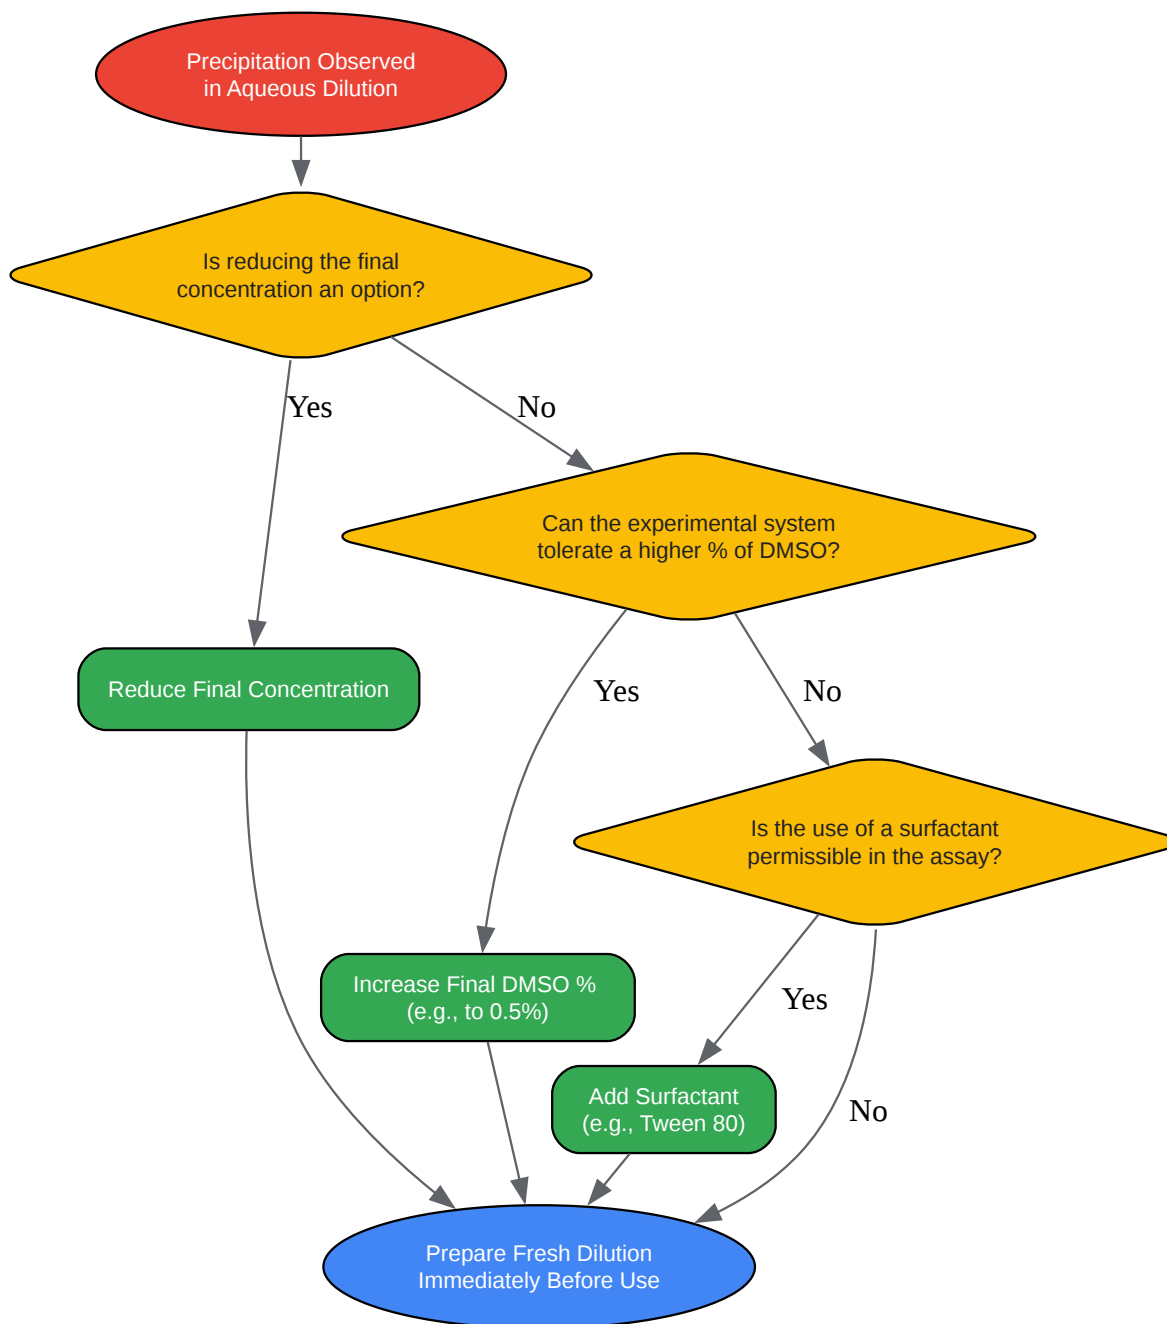 Precipitation Observed
in Aqueous Dilution
Is reducing the final
concentration an option?
Yes
No
Can the experimental system
tolerate a higher % of DMSO?
Reduce Final Concentration
Yes
No
Is the use of a surfactant
permissible in the assay?
Increase Final DMSO %
(e.g., to 0.5%)
Yes
Add Surfactant
(e.g., Tween 80)
No
Prepare Fresh Dilution
Immediately Before Use